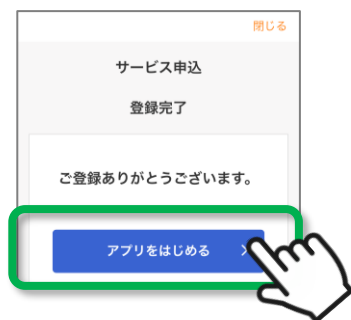 閉じる
サービス申込
登録完了
ご登録ありがとうございます。
アプリをはじめる